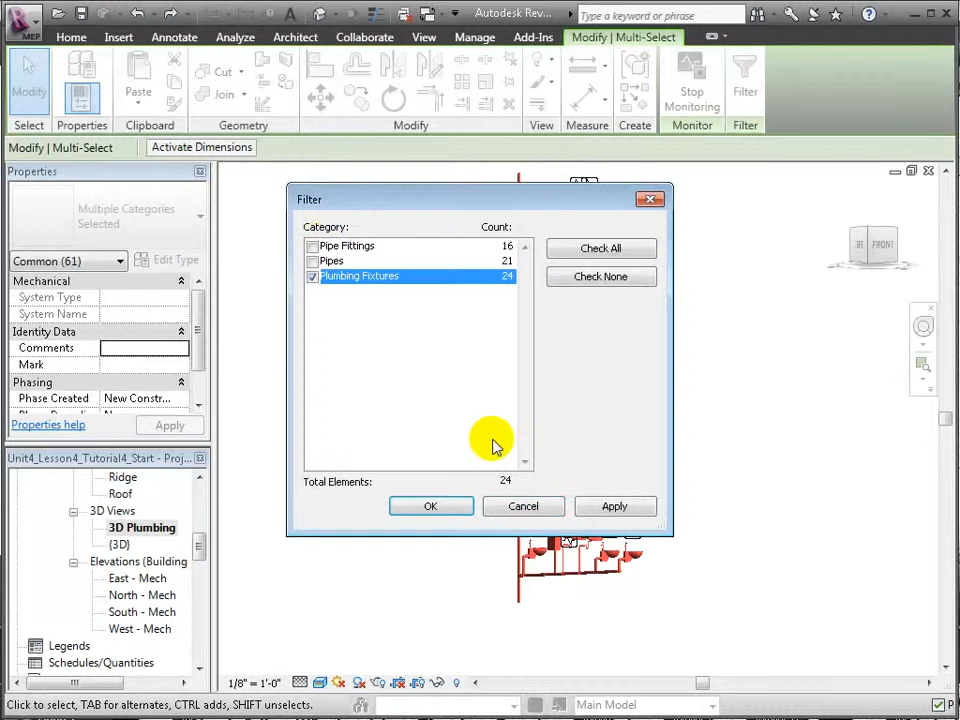 Autodesk Rev...
Type a keyword or phrase
MEP
Home Insert Annotate Analyze Architect Collaborate View Manage Add-Ins Modify | Multi-Select
Modify
Paste
Cut
Join
Stop
Monitoring
Filter
Select Properties Clipboard Geometry Modify View Measure Create Monitor Filter
Modify | Multi-Select Activate Dimensions
Properties
Multiple Categories
Selected
Common (61) Edit Type
Mechanical
System Type
System Name
Identity Data
Comments
Mark
Phasing
Phase Created New Constr...
Properties help Apply
Filter
Category: Count:
Pipe Fittings 16
Pipes 21
Plumbing Fixtures 24
Check All
Check None
Total Elements: 24
OK Cancel Apply
FRONT
Unit4_Lesson4_Tutorial4_Start - Proj...
Ridge
Roof
3D Views
3D Plumbing
{3D}
Elevations (Building
East - Mech
North - Mech
South - Mech
West - Mech
Legends
Schedules/Quantities
1/8" = 1'-0"
Click to select, TAB for alternates, CTRL adds, SHIFT unselects.
Main Model